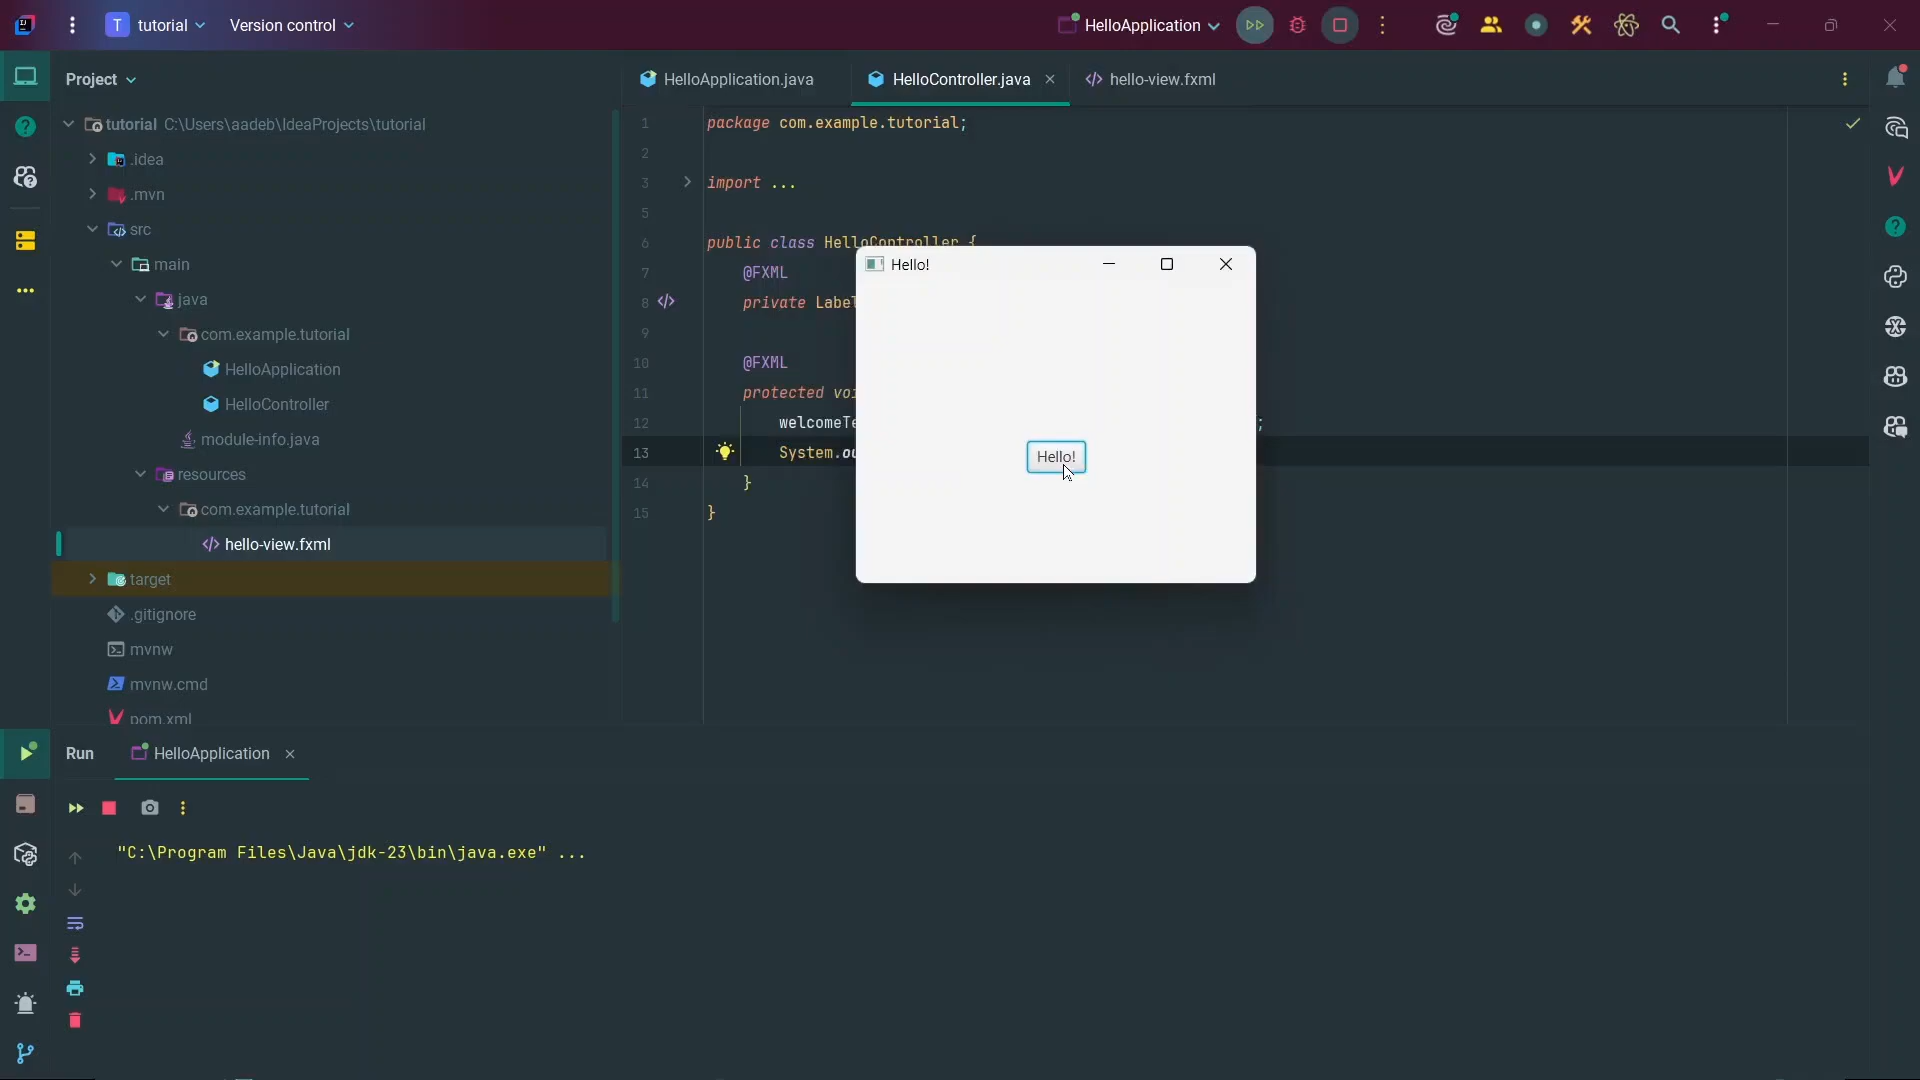 T tutorial Version control HelloApplication
Project
HelloApplication.java HelloController.java hello-view.fxml
tutorial C:\Users\aadeb\IdeaProjects\tutorial
.idea
.mvn
src
main
java
com.example.tutorial
HelloApplication
HelloController
module-info.java
resources
com.example.tutorial
hello-view.fxml
target
.gitignore
mvnw
mvnw.cmd
pom.xml
1 package com.example.tutorial;
2
3 import ...
5
6 public class HelloController {
7 @FXML
8 private Label
9
10 @FXML
11 protected voi
12 welcomeTe ;
13 System.ou
14 }
15 }
Hello!
Hello!
Run HelloApplication
"C:\Program Files\Java\jdk-23\bin\java.exe" ...